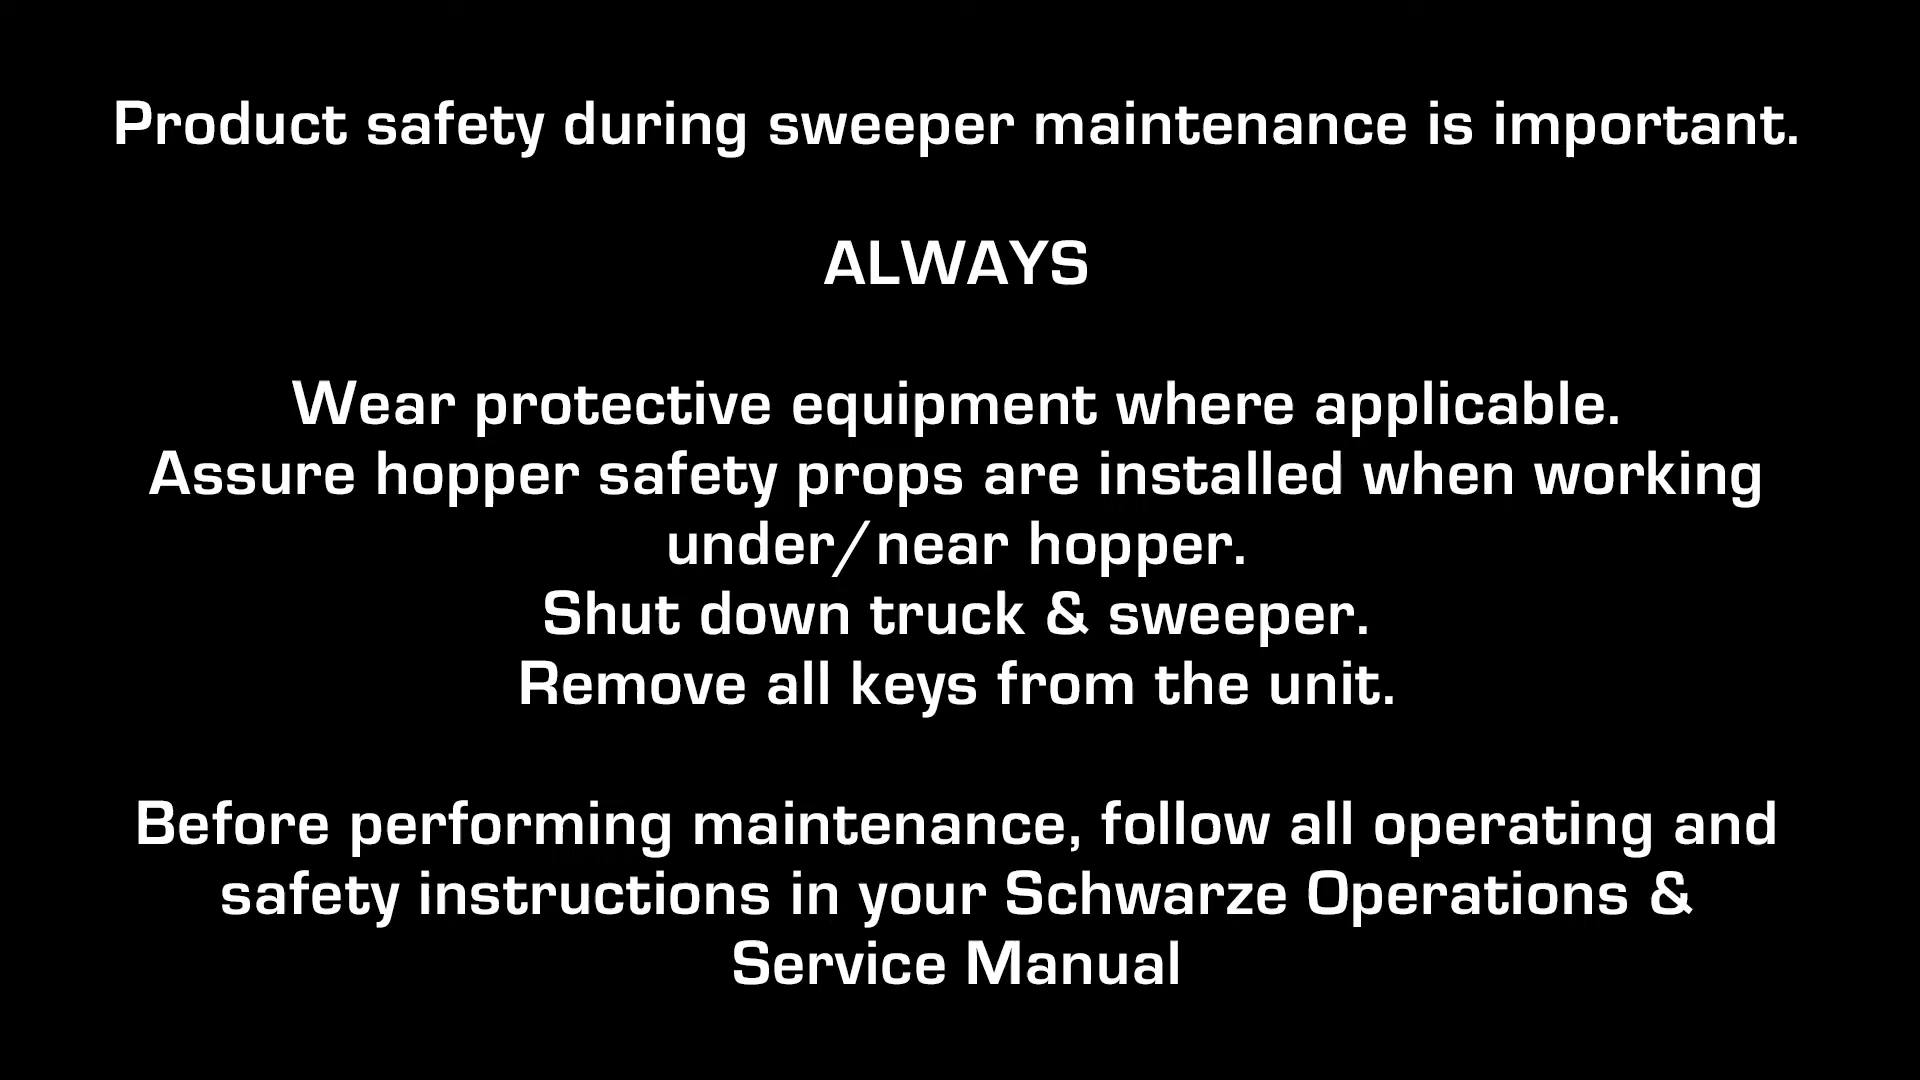 Product safety during sweeper maintenance is important.
ALWAYS
Wear protective equipment where applicable.
Assure hopper safety props are installed when working
under/near hopper.
Shut down truck & sweeper.
Remove all keys from the unit.
Before performing maintenance, follow all operating and
safety instructions in your Schwarze Operations &
Service Manual